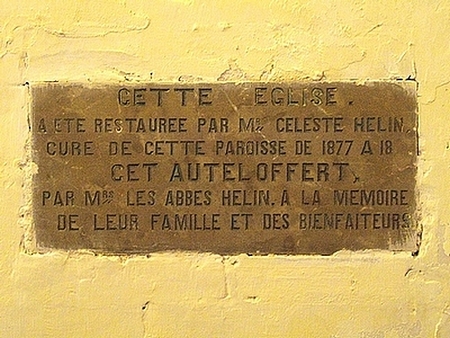 CETTE EGLISE.
A ETE RESTAUREE PAR MRS CELESTE HELIN,
CURE DE CETTE PAROISSE DE 1877 A 18
CET AUTEL OFFERT,
PAR MRS LES ABBES HELIN. A LA MEMOIRE
DE LEUR FAMILLE ET DES BIENFAITEURS